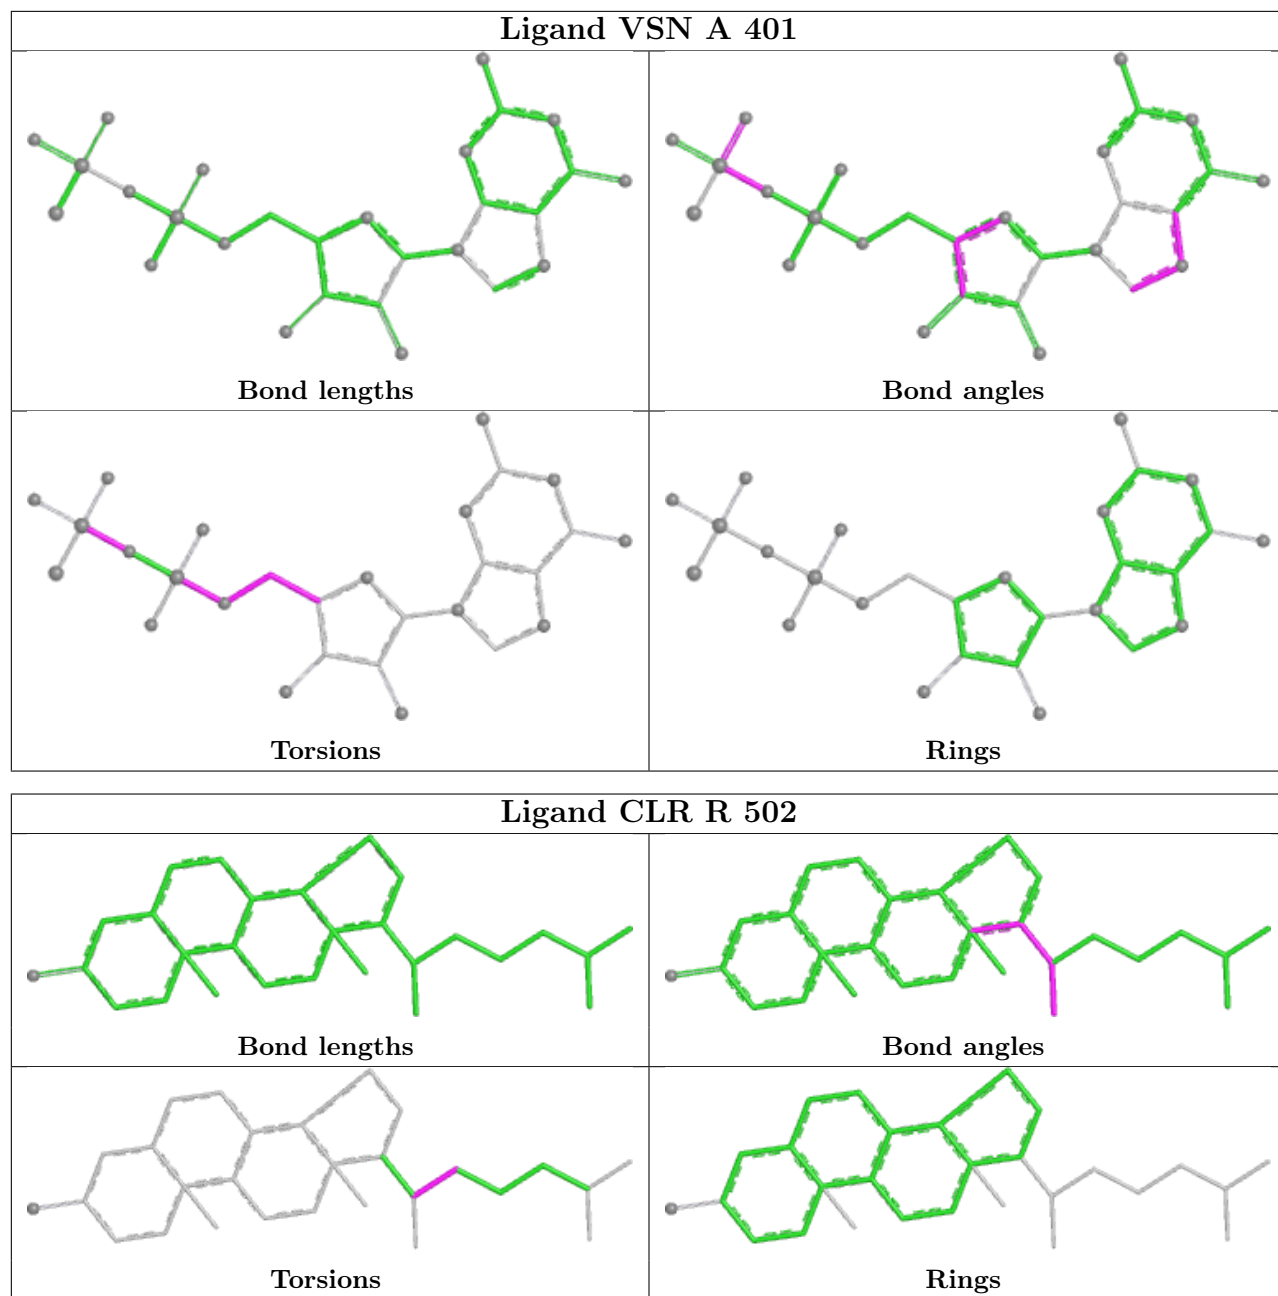 Ligand VSN A 401
Bond lengths
Bond angles
Torsions
Rings
Ligand CLR R 502
Bond lengths
Bond angles
Torsions
Rings